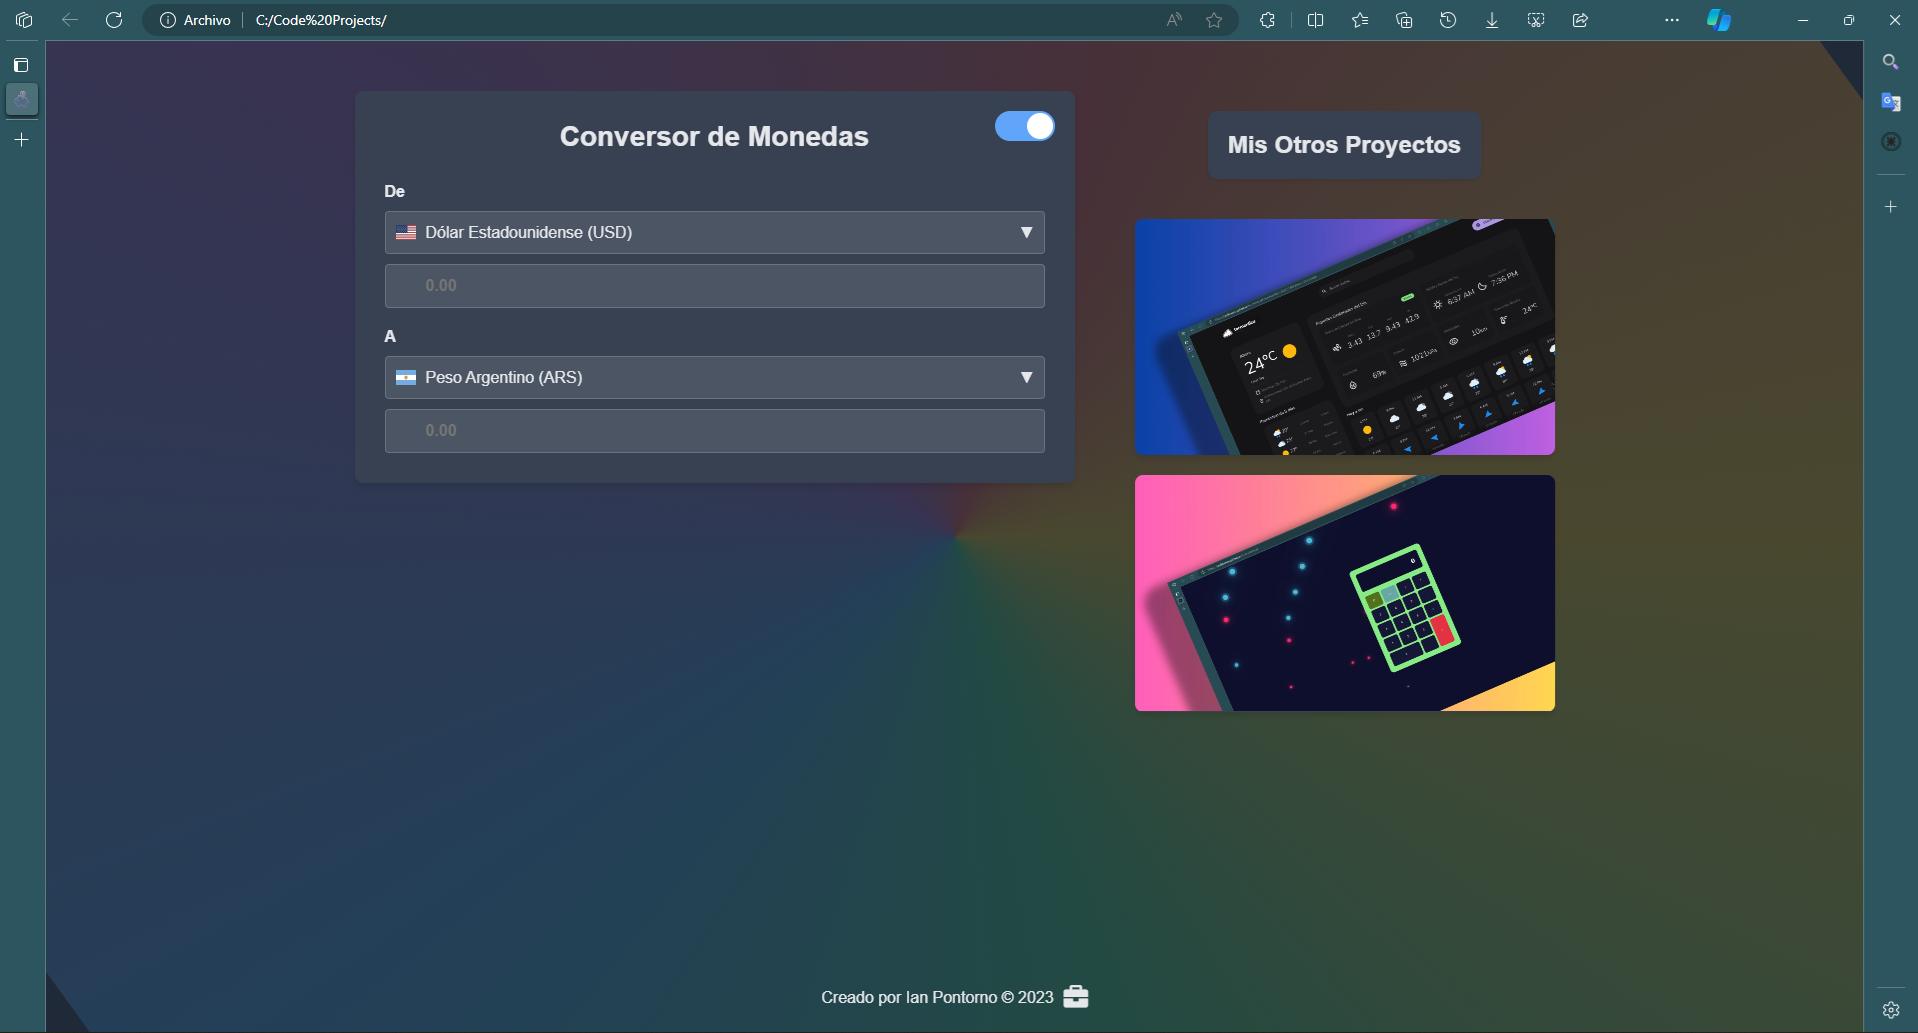 Archivo
C:/Code%20Projects/
Conversor de Monedas
De
Dólar Estadounidense (USD)
0.00
A
Peso Argentino (ARS)
0.00
Mis Otros Proyectos
24°C
3.43 13.7 9.43 42.9
6:37 AM 7:36 PM
69%
1021hPa
10km
24°C
0
Creado por Ian Pontorno © 2023